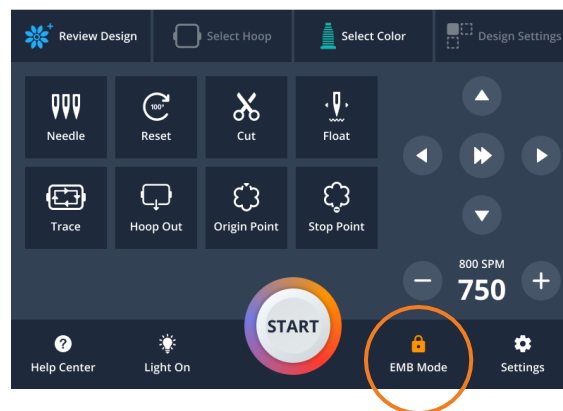 Review Design
Select Hoop
Select Color
Design Settings
Needle
100°
Reset
Cut
Float
Trace
Hoop Out
Origin Point
Stop Point
800 SPM
750
START
Help Center
Light On
EMB Mode
Settings